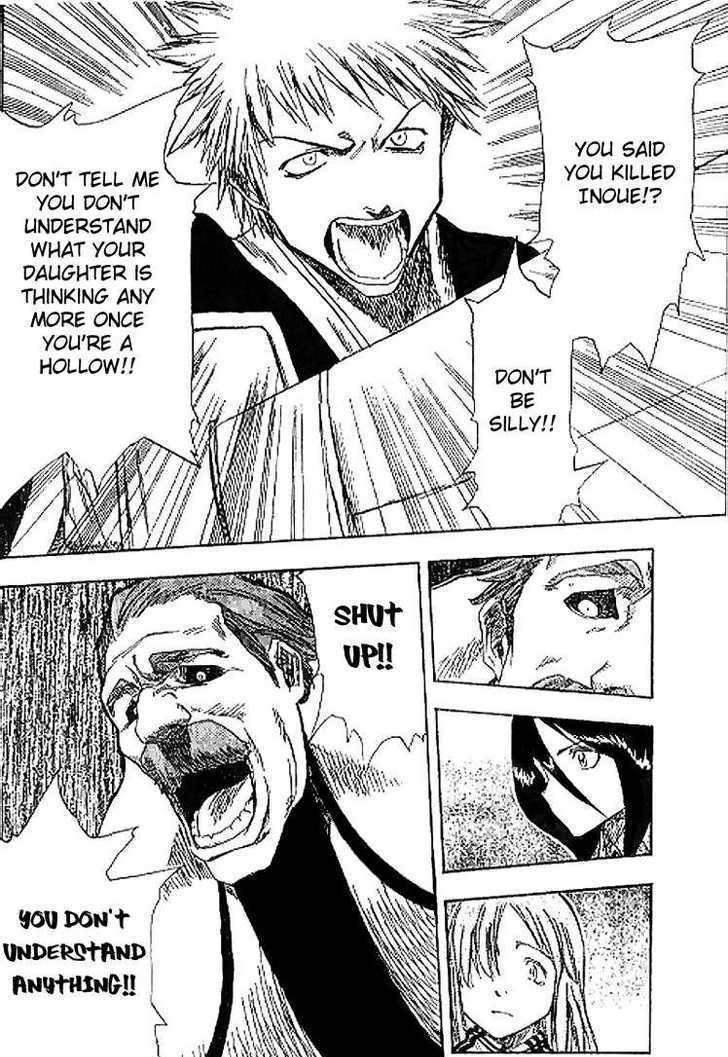 YOU SAID
YOU KILLED
INOUE!?
DON'T
BE
SILLY!!
DON'T TELL ME
YOU DON'T
UNDERSTAND
WHAT YOUR
DAUGHTER IS
THINKING ANY
MORE ONCE
YOU'RE A
HOLLOW!!
SHUT
UP!!
YOU DON'T
UNDERSTAND
ANYTHING!!